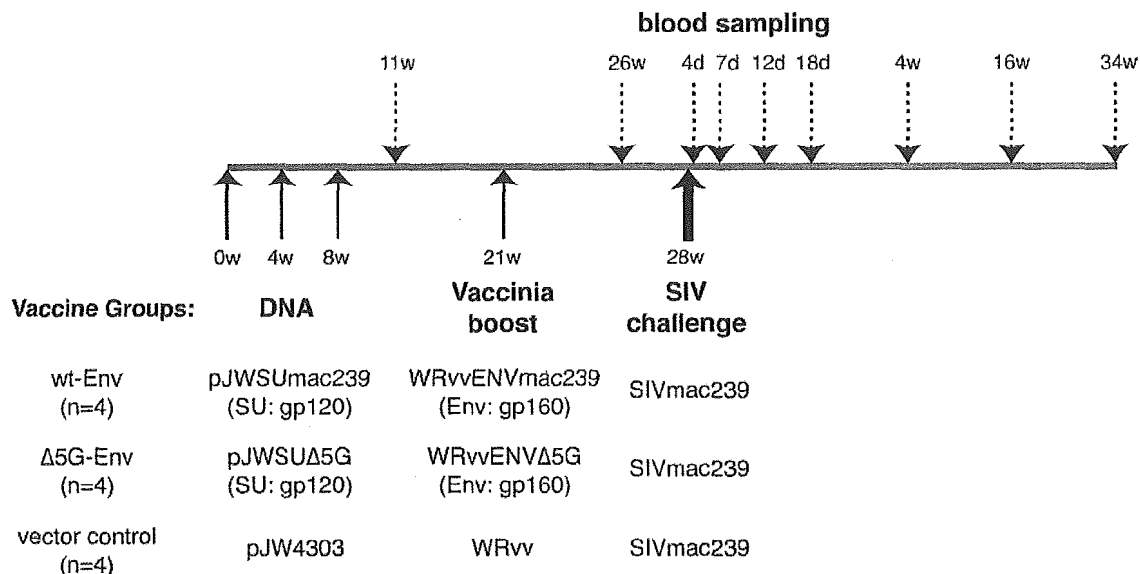 blood sampling
11w 26w 4d 7d 12d 18d 4w 16w 34w
0w 4w 8w 21w 28w
Vaccine Groups: DNA Vaccinia boost SIV challenge
wt-Env (n=4) pJWSUmac239 (SU: gp120) WRvvENVmac239 (Env: gp160) SIVmac239
Δ5G-Env (n=4) pJWSUΔ5G (SU: gp120) WRvvENVΔ5G (Env: gp160) SIVmac239
vector control (n=4) pJW4303 WRvv SIVmac239